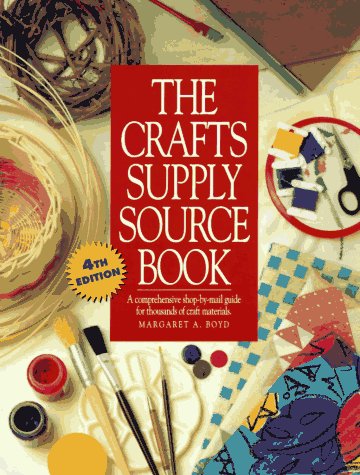 THE
CRAFTS
SUPPLY
SOURCE
BOOK
4TH
EDITION
A comprehensive shop-by-mail guide
for thousands of craft materials.
MARGARET A. BOYD